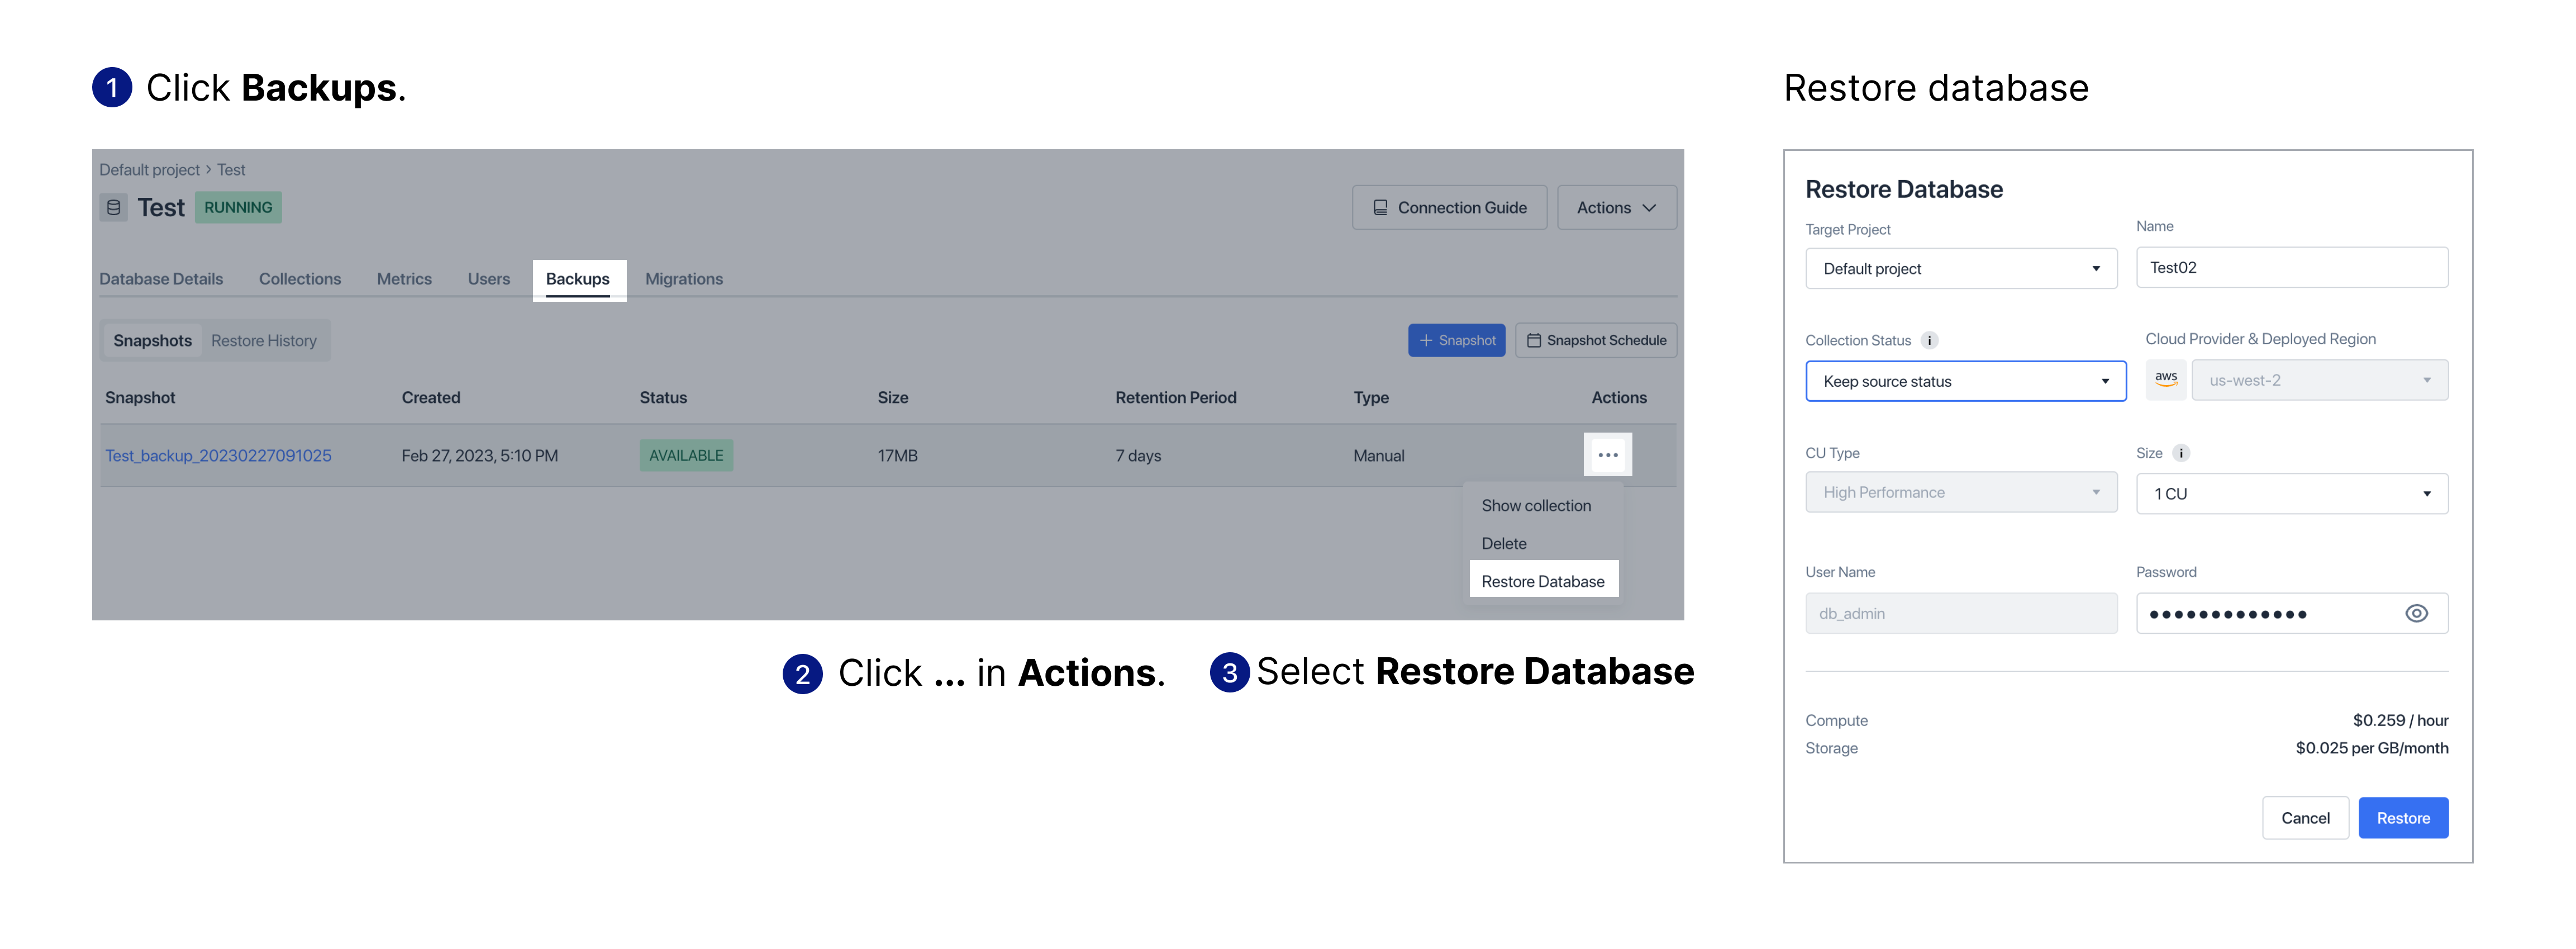 1 Click Backups.
Default project > Test
Test RUNNING
Connection Guide
Actions
Database Details Collections Metrics Users Backups Migrations
Snapshots Restore History
+ Snapshot
Snapshot Schedule
Snapshot Created Status Size Retention Period Type Actions
Test_backup_20230227091025 Feb 27, 2023, 5:10 PM AVAILABLE 17MB 7 days Manual ...
Show collection
Delete
Restore Database
2 Click ... in Actions.
3 Select Restore Database
Restore database
Restore Database
Target Project Name
Default project Test02
Collection Status i Cloud Provider & Deployed Region
Keep source status aws us-west-2
CU Type Size i
High Performance 1 CU
User Name Password
db_admin •••••••••••••
Compute $0.259 / hour
Storage $0.025 per GB/month
Cancel Restore